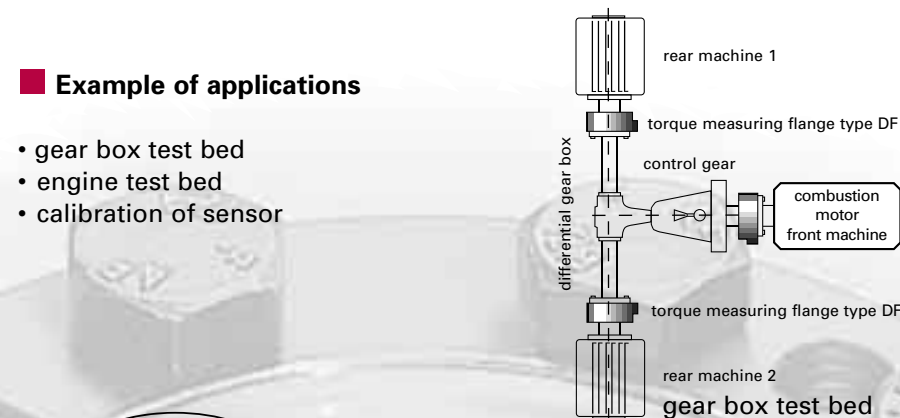 Example of applications
• gear box test bed
• engine test bed
• calibration of sensor
rear machine 1
torque measuring flange type DF
control gear
differential gear box
combustion
motor
front machine
torque measuring flange type DF
rear machine 2
gear box test bed